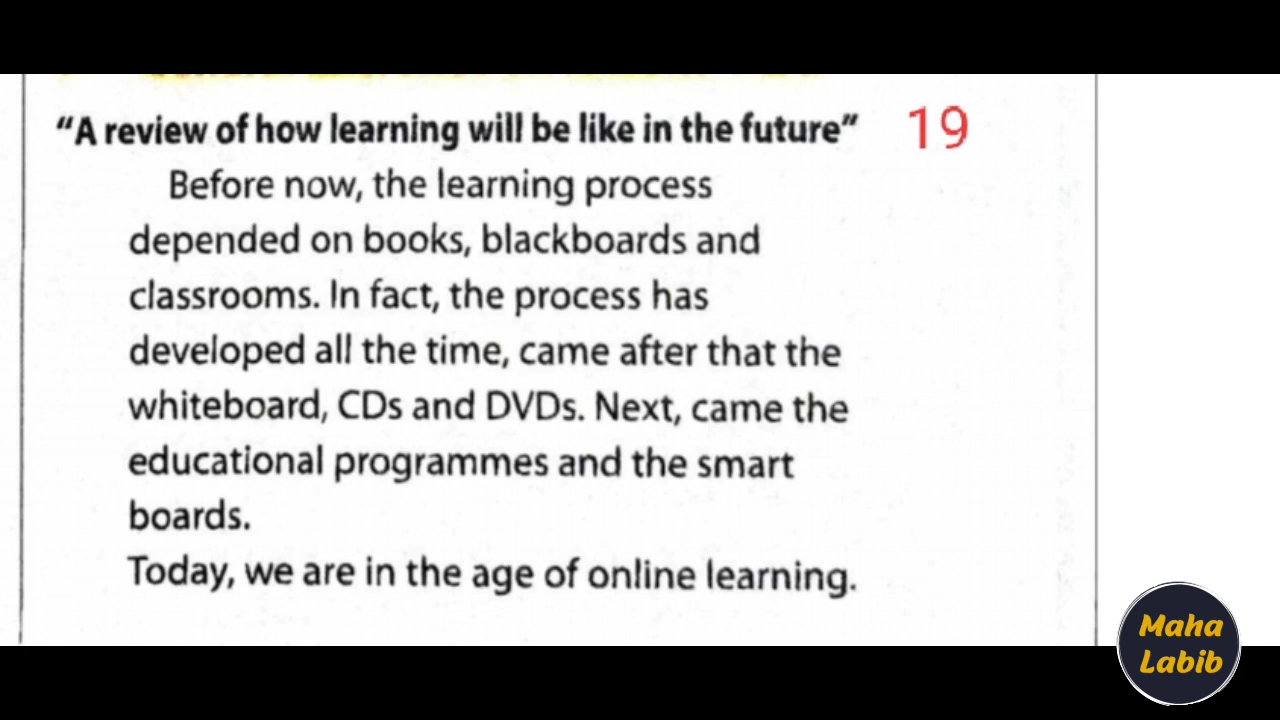 “A review of how learning will be like in the future” 19
Before now, the learning process
depended on books, blackboards and
classrooms. In fact, the process has
developed all the time, came after that the
whiteboard, CDs and DVDs. Next, came the
educational programmes and the smart
boards.
Today, we are in the age of online learning.
Maha
Labib